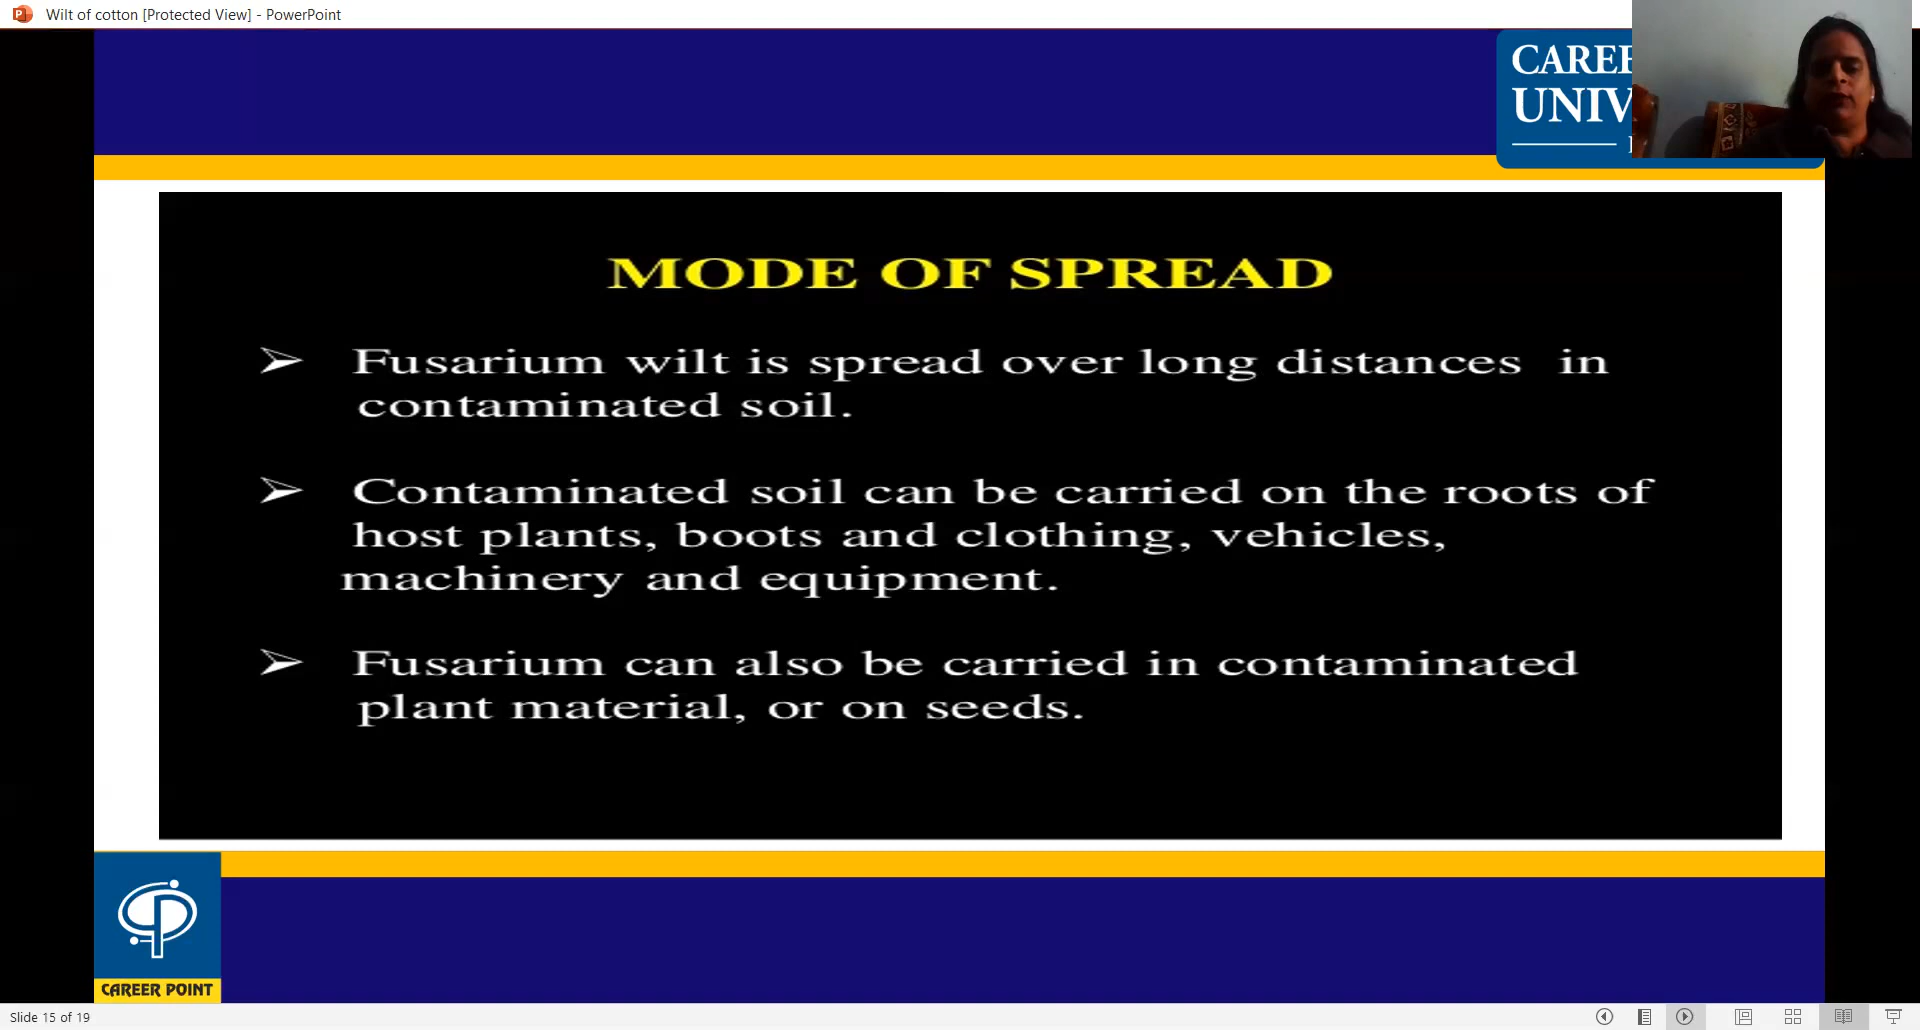 Wilt of cotton [Protected View] - PowerPoint
MODE OF SPREAD
➢ Fusarium wilt is spread over long distances in
contaminated soil.
➢ Contaminated soil can be carried on the roots of
host plants, boots and clothing, vehicles,
machinery and equipment.
➢ Fusarium can also be carried in contaminated
plant material, or on seeds.
CAREER POINT
Slide 15 of 19